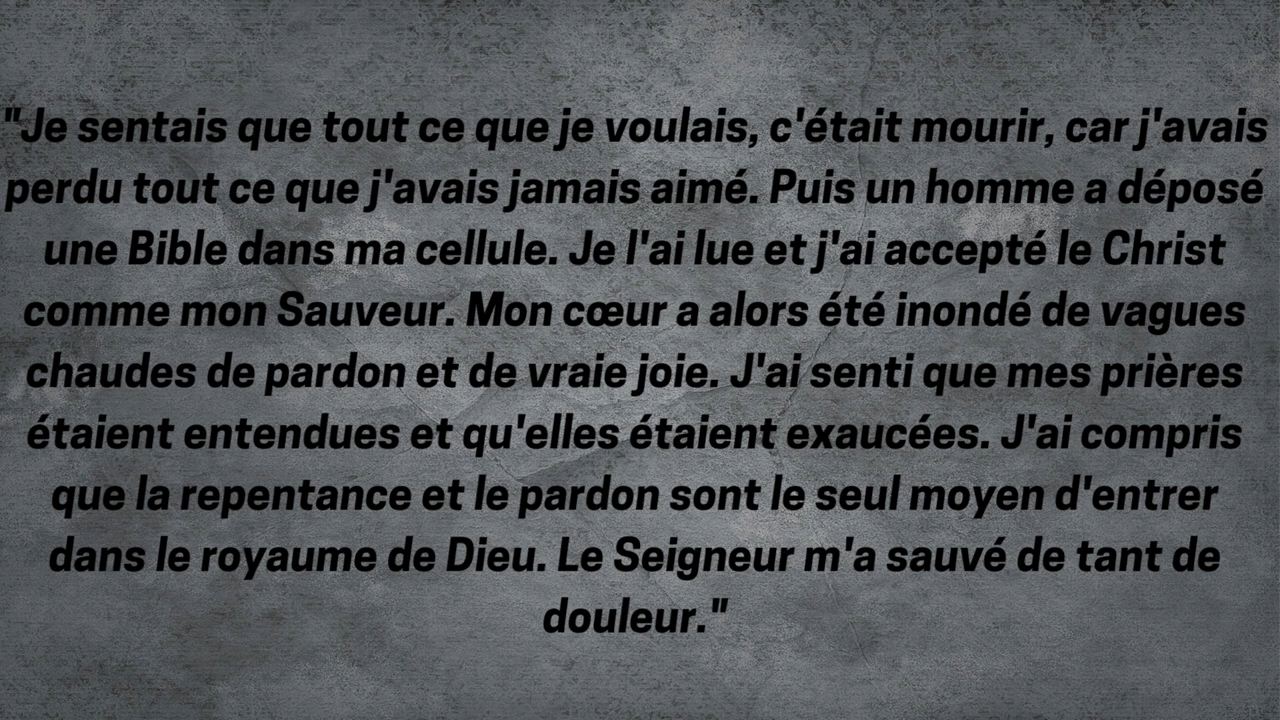 "Je sentais que tout ce que je voulais, c'était mourir, car j'avais
perdu tout ce que j'avais jamais aimé. Puis un homme a déposé
une Bible dans ma cellule. Je l'ai lue et j'ai accepté le Christ
comme mon Sauveur. Mon cœur a alors été inondé de vagues
chaudes de pardon et de vraie joie. J'ai senti que mes prières
étaient entendues et qu'elles étaient exaucées. J'ai compris
que la repentance et le pardon sont le seul moyen d'entrer
dans le royaume de Dieu. Le Seigneur m'a sauvé de tant de
douleur."